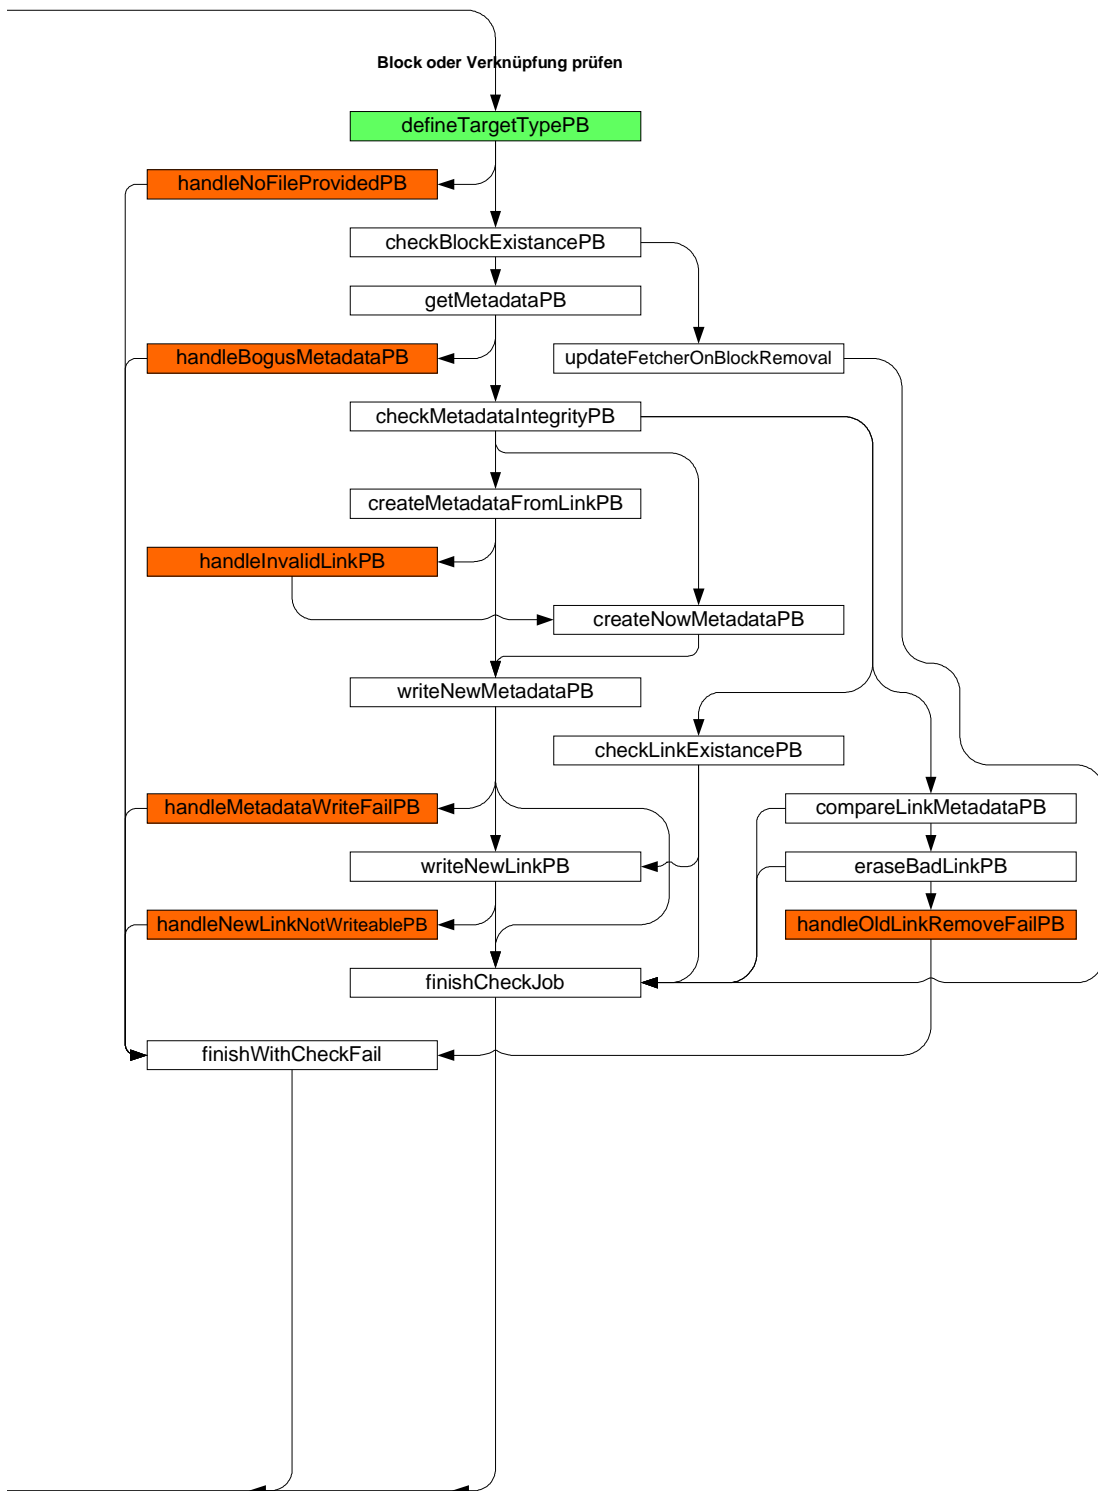 Block oder Verknüpfung prüfen
defineTargetTypePB
handleNoFileProvidedPB
checkBlockExistancePB
getMetadataPB
handleBogusMetadataPB
updateFetcherOnBlockRemoval
checkMetadataIntegrityPB
createMetadataFromLinkPB
handleInvalidLinkPB
createNowMetadataPB
writeNewMetadataPB
checkLinkExistancePB
handleMetadataWriteFailPB
compareLinkMetadataPB
writeNewLinkPB
eraseBadLinkPB
handleNewLinkNotWriteablePB
handleOldLinkRemoveFailPB
finishCheckJob
finishWithCheckFail